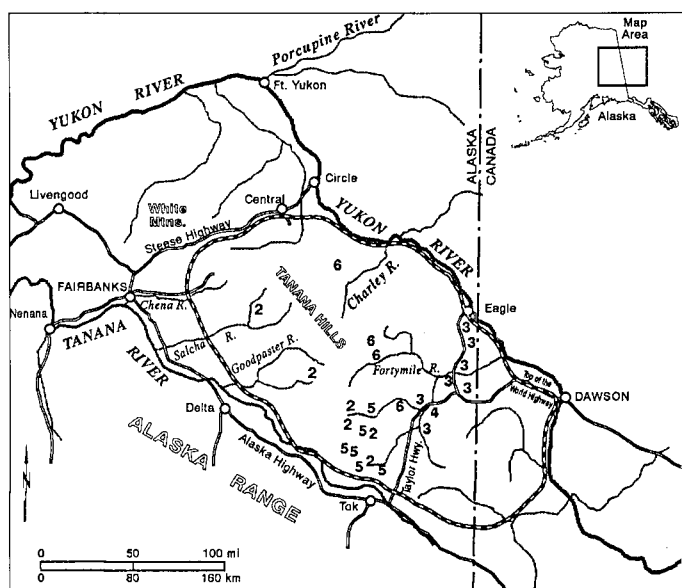 Map
Area
Alaska
Porcupine River
Ft. Yukon
YUKON RIVER
ALASKA
CANADA
Livengood
Circle
Central
White
Mtns.
Steese Highway
YUKON RIVER
6
Charley R.
FAIRBANKS
TANANA HILLS
Nenana
Chena R.
2
Eagle
3
TANANA RIVER
Salcha R.
6
3
Goodpaster R.
6
Fortymile R.
3
2
3
3
Top of the
World Highway
DAWSON
Delta
2 5 6 3
4
2
5 2
3
ALASKA RANGE
Alaska Highway
5 5
5 2 5
Taylor Hwy.
N
Tok
0 50 100 mi
0 80 160 km